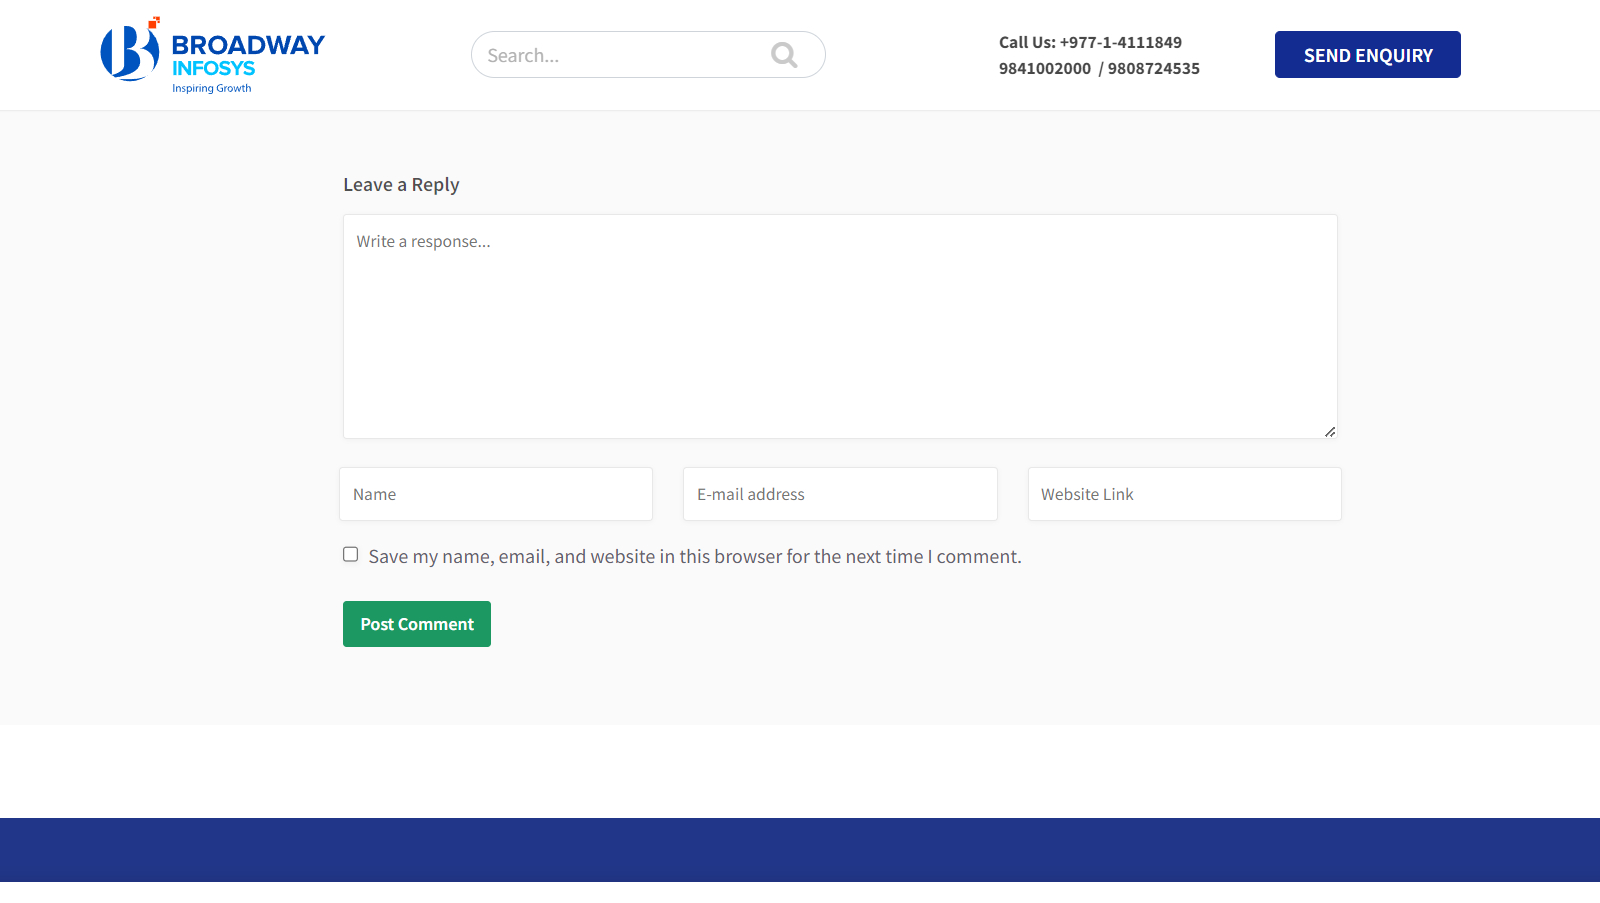 BROADWAY
INFOSYS
Inspiring Growth
Search...
Call Us: +977-1-4111849
9841002000 / 9808724535
SEND ENQUIRY
Leave a Reply
Write a response...
Name
E-mail address
Website Link
Save my name, email, and website in this browser for the next time I comment.
Post Comment